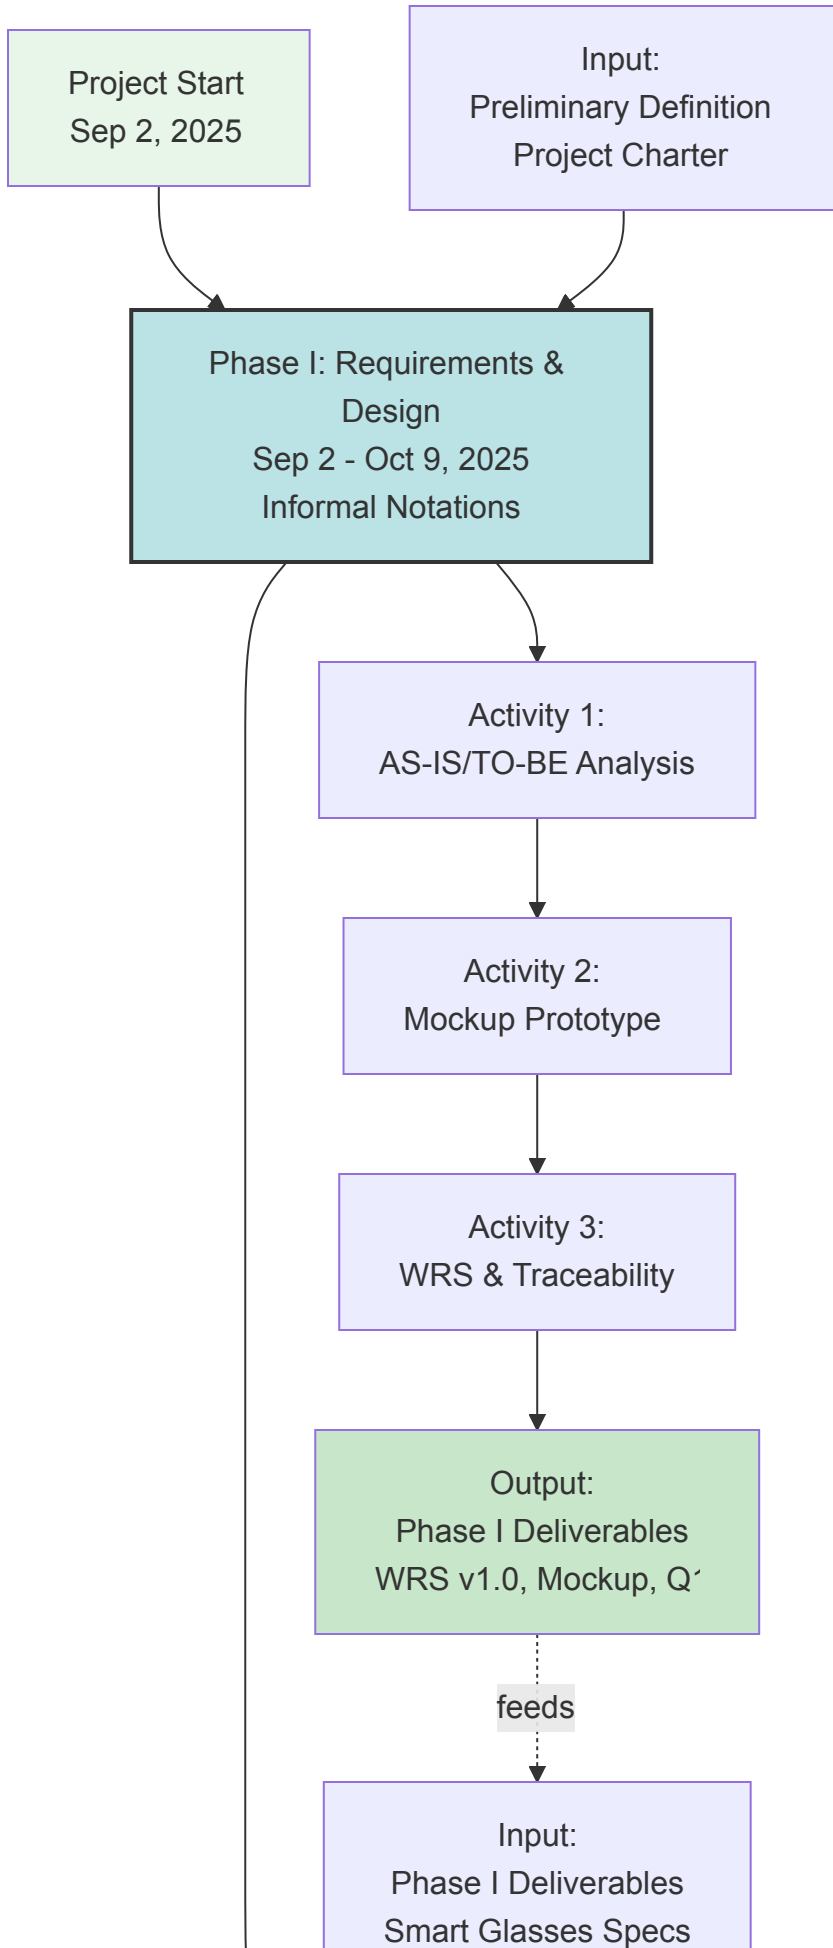 Project Start
Sep 2, 2025
Input:
Preliminary Definition
Project Charter
Phase I: Requirements &
Design
Sep 2 - Oct 9, 2025
Informal Notations
Activity 1:
AS-IS/TO-BE Analysis
Activity 2:
Mockup Prototype
Activity 3:
WRS & Traceability
Output:
Phase I Deliverables
WRS v1.0, Mockup,
feeds
Input:
Phase I Deliverables
Smart Glasses Specs